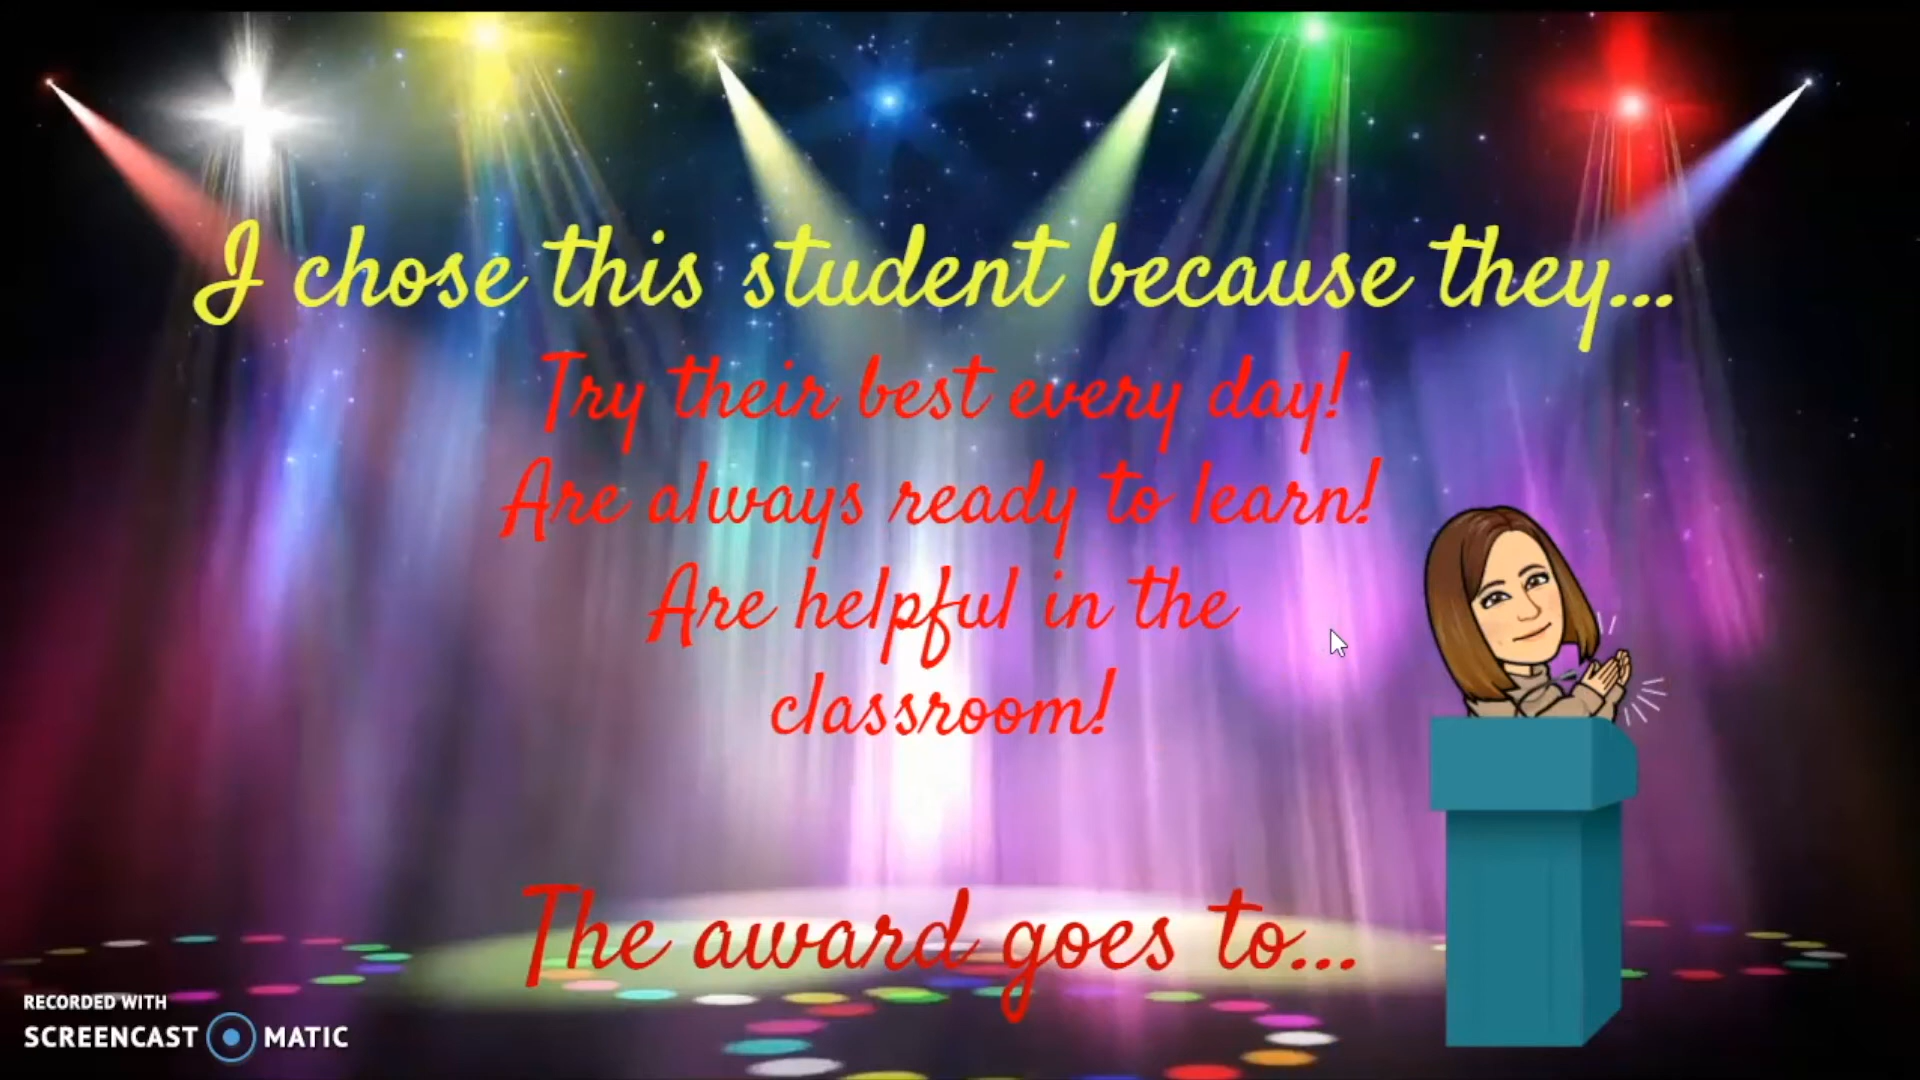 I chose this student because they...
Try their best every day!
Are always ready to learn!
Are helpful in the
classroom!
The award goes to...
RECORDED WITH
SCREENCAST MATIC